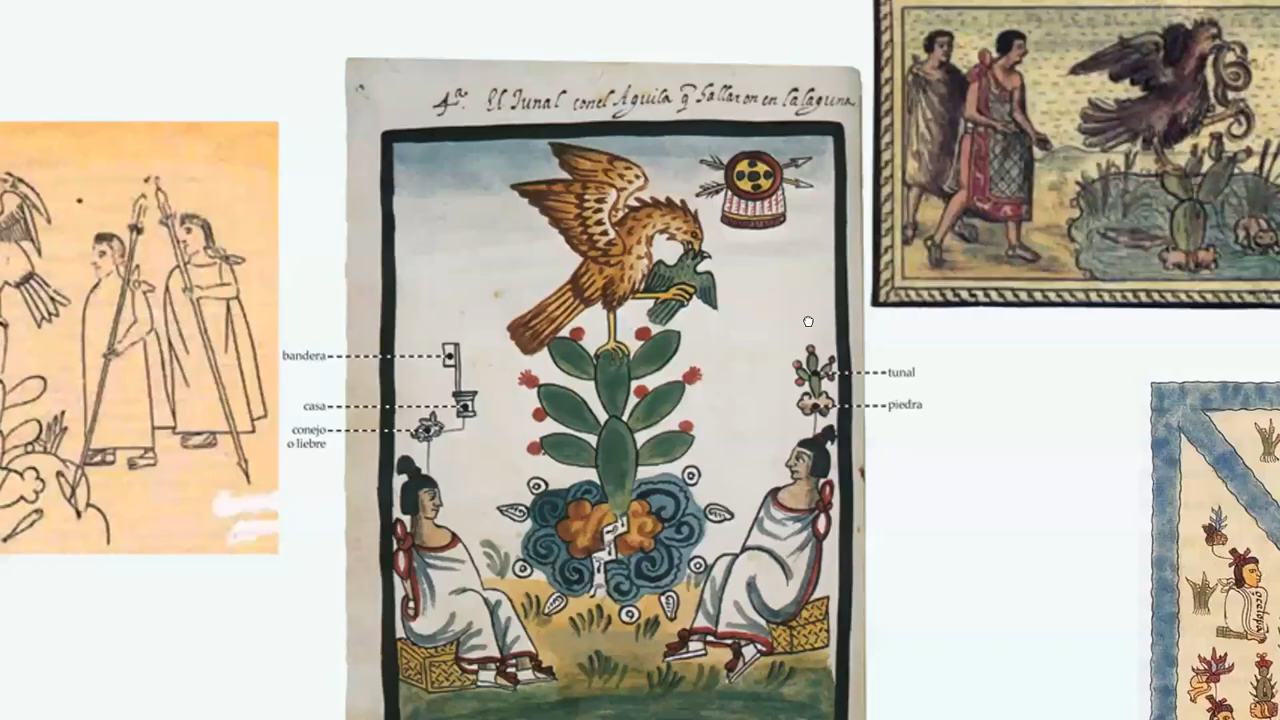 4ª. El Tunal con el Aguila q̃ hallaron en la laguna.
bandera
casa
conejo
o liebre
tunal
piedra